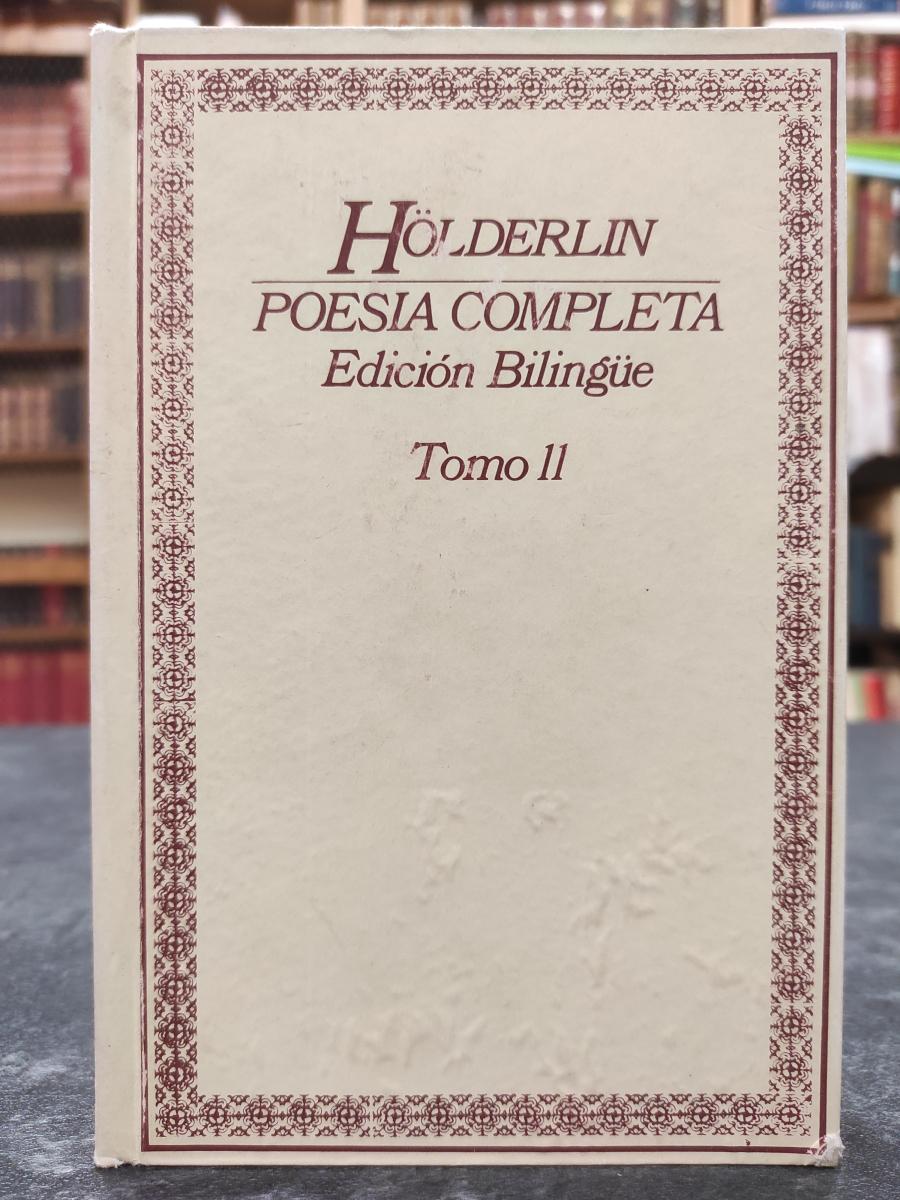 HÖLDERLIN
POESIA COMPLETA
Edición Bilingüe
Tomo II